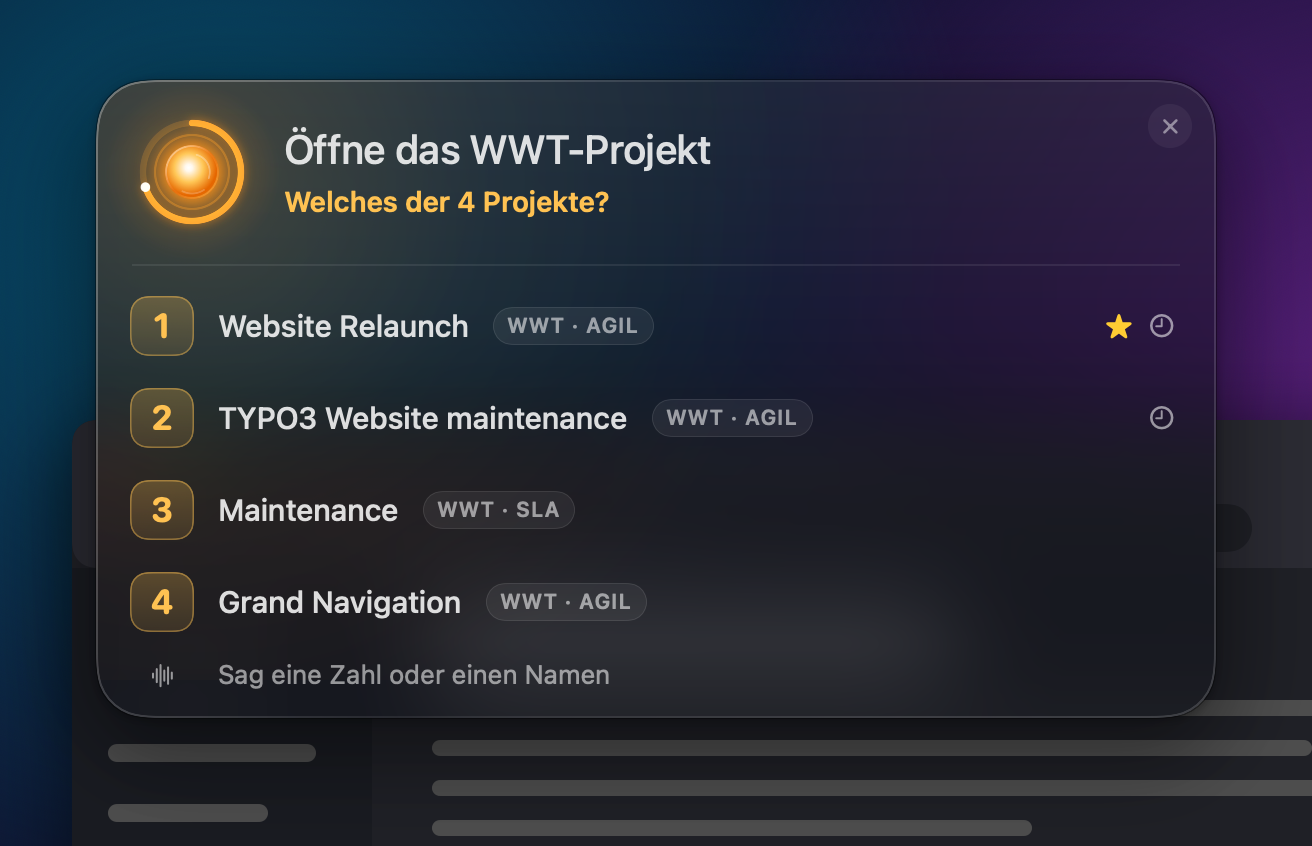 Öffne das WWT-Projekt
Welches der 4 Projekte?
1 Website Relaunch WWT · AGIL
2 TYPO3 Website maintenance WWT · AGIL
3 Maintenance WWT · SLA
4 Grand Navigation WWT · AGIL
Sag eine Zahl oder einen Namen